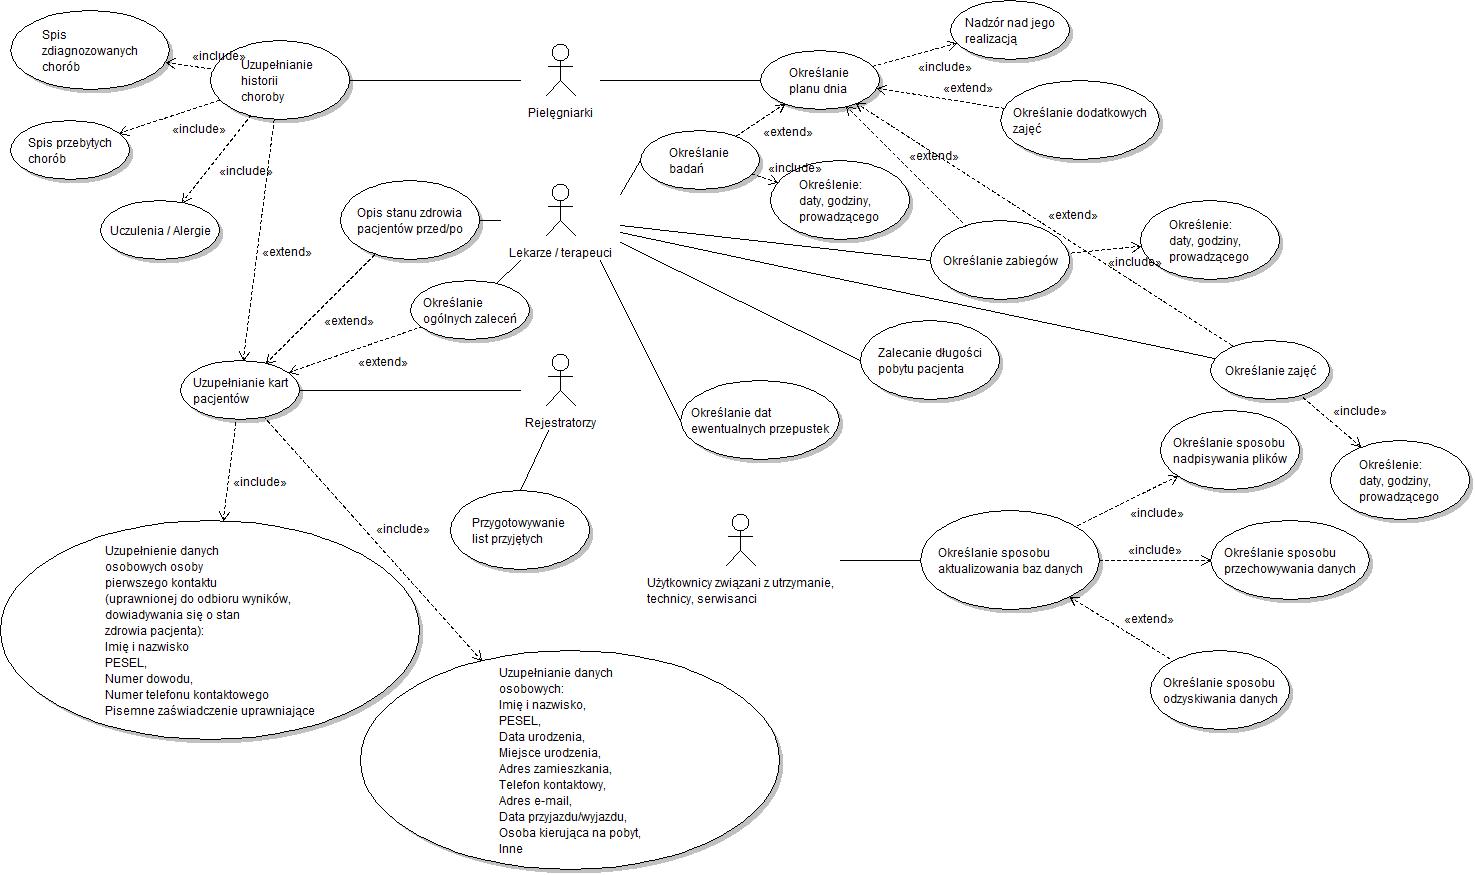 Spis
zdiagnozowanych
chorób
«include»
Uzupełnianie
historii
choroby
Pielęgniarki
Określanie
planu dnia
Nadzór nad jego
realizacją
«include»
«extend»
Określanie dodatkowych
zajęć
Spis przebytych
chorób
«include»
«include»
Uczulenia / Alergie
«extend»
Opis stanu zdrowia
pacjentów przed/po
Lekarze / terapeuci
Określanie
badań
«extend»
«include»
Określenie:
daty, godziny,
prowadzącego
«extend»
«extend»
Określanie zabiegów
«include»
Określenie:
daty, godziny,
prowadzącego
Określanie
ogólnych zaleceń
«extend»
«extend»
Uzupełnianie kart
pacjentów
Rejestratorzy
Zalecanie długości
pobytu pacjenta
Określanie dat
ewentualnych przepustek
Określanie zajęć
«include»
Określenie:
daty, godziny,
prowadzącego
Określanie sposobu
nadpisywania plików
«include»
«include»
Przygotowywanie
list przyjętych
«include»
Użytkownicy związani z utrzymanie,
technicy, serwisanci
Określanie sposobu
aktualizowania baz danych
«include»
Określanie sposobu
przechowywania danych
«extend»
Określanie sposobu
odzyskiwania danych
Uzupełnienie danych
osobowych osoby
pierwszego kontaktu
(uprawnionej do odbioru wyników,
dowiadywania się o stan
zdrowia pacjenta):
Imię i nazwisko
PESEL,
Numer dowodu,
Numer telefonu kontaktowego
Pisemne zaświadczenie uprawniające
Uzupełnianie danych
osobowych:
Imię i nazwisko,
PESEL,
Data urodzenia,
Miejsce urodzenia,
Adres zamieszkania,
Telefon kontaktowy,
Adres e-mail,
Data przyjazdu/wyjazdu,
Osoba kierująca na pobyt,
Inne